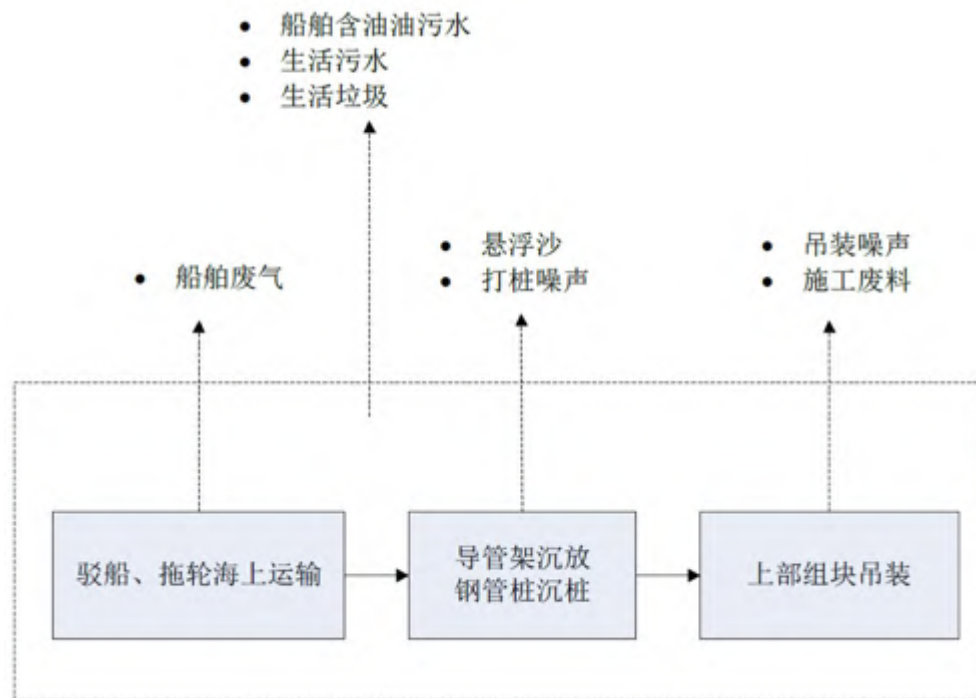 ● 船舶含油油污水
● 生活污水
● 生活垃圾
● 船舶废气
● 悬浮沙
● 打桩噪声
● 吊装噪声
● 施工废料
驳船、拖轮海上运输
导管架沉放
钢管桩沉桩
上部组块吊装